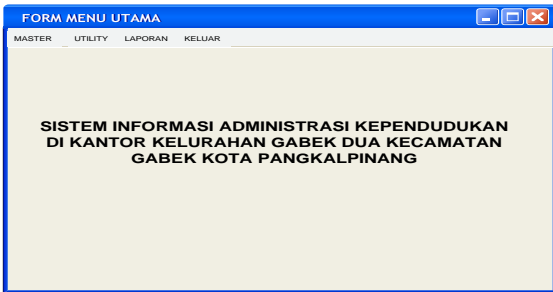 FORM MENU UTAMA
MASTER UTILITY LAPORAN KELUAR
SISTEM INFORMASI ADMINISTRASI KEPENDUDUKAN
DI KANTOR KELURAHAN GABEK DUA KECAMATAN
GABEK KOTA PANGKALPINANG